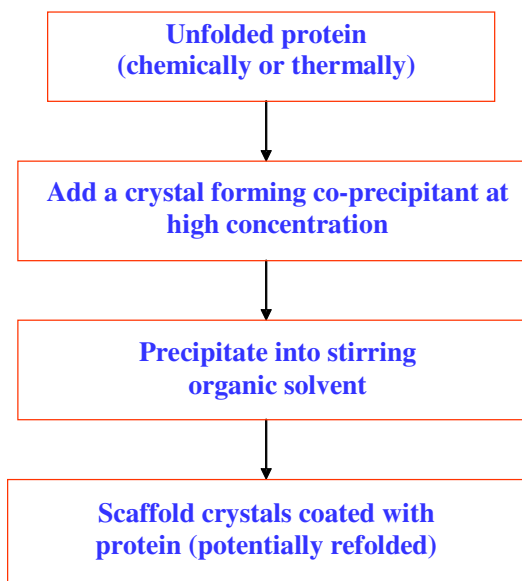 Unfolded protein
(chemically or thermally)
Add a crystal forming co-precipitant at
high concentration
Precipitate into stirring
organic solvent
Scaffold crystals coated with
protein (potentially refolded)